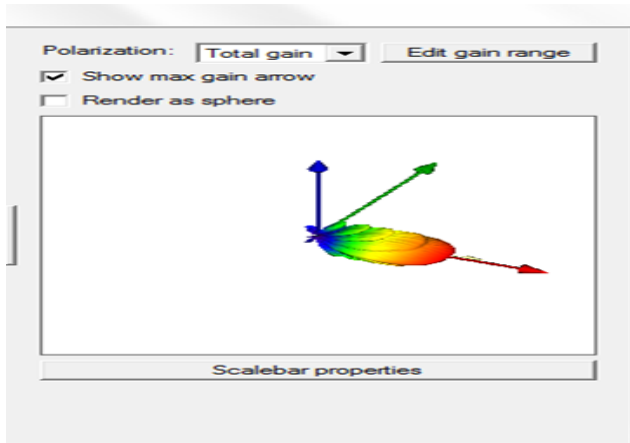 Polarization: Total gain Edit gain range
Show max gain arrow
Render as sphere
Scalebar properties